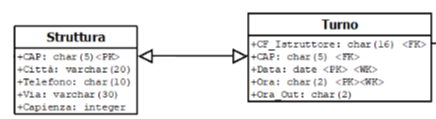 Struttura
+CAP: char(5)<PK>
+Città: varchar(20)
+Telefono: char(10)
+Via: varchar(30)
+Capienza: integer
Turno
+CF_Istruttore: char(16) <FK>
+CAP: char(5) <FK>
+Data: date <PK> <WK>
+Ora: char(2) <PK><WK>
+Ora_Out: char(2)